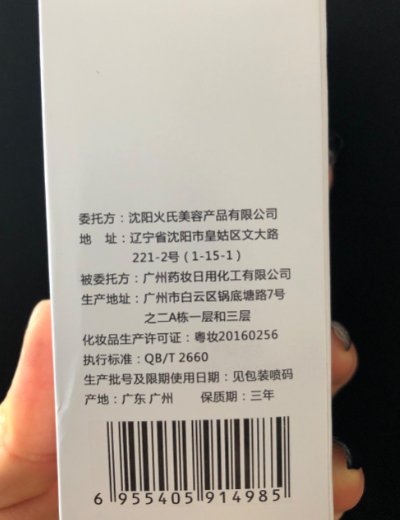 委托方：沈阳火氏美容产品有限公司
地　址：辽宁省沈阳市皇姑区文大路
221-2号（1-15-1）
被委托方：广州药妆日用化工有限公司
生产地址：广州市白云区锅底塘路7号
之二A栋一层和三层
化妆品生产许可证：粤妆20160256
执行标准：QB/T 2660
生产批号及限期使用日期：见包装喷码
产地：广东 广州　　保质期：三年
6 955405 914985